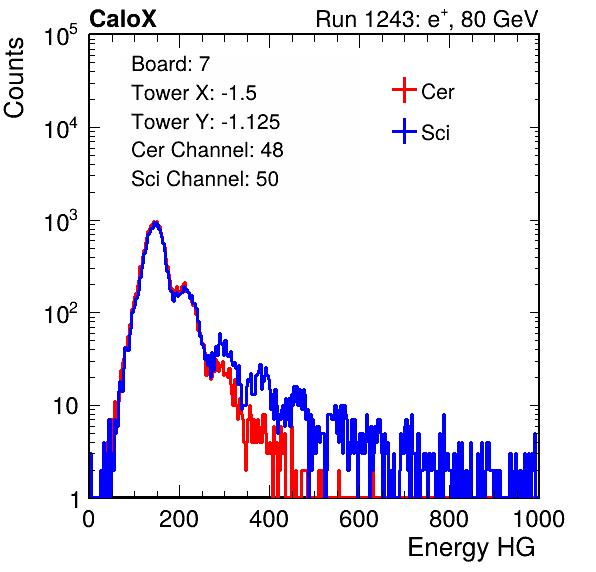 CaloX Run 1243: e⁺, 80 GeV
Counts
Board: 7
Tower X: -1.5
Tower Y: -1.125
Cer Channel: 48
Sci Channel: 50
Cer
Sci
10⁵
10⁴
10³
10²
10
1
0 200 400 600 800 1000
Energy HG